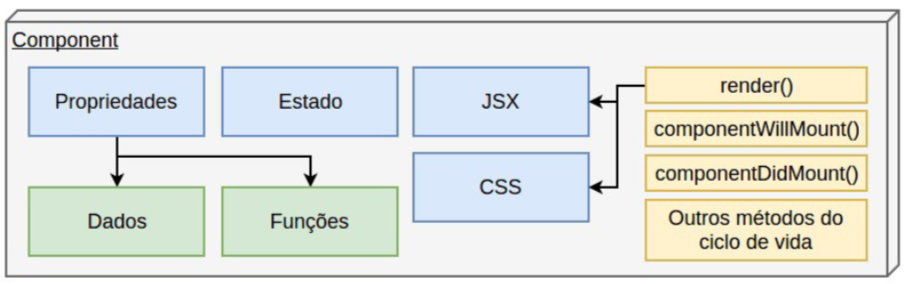 Component
Propriedades
Estado
JSX
render()
componentWillMount()
CSS
componentDidMount()
Dados
Funções
Outros métodos do
ciclo de vida